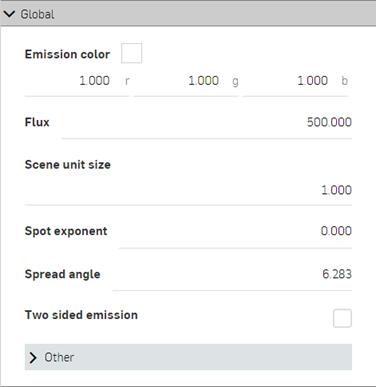 Global
Emission color
1.000 r 1.000 g 1.000 b
Flux 500.000
Scene unit size
1.000
Spot exponent 0.000
Spread angle 6.283
Two sided emission
Other